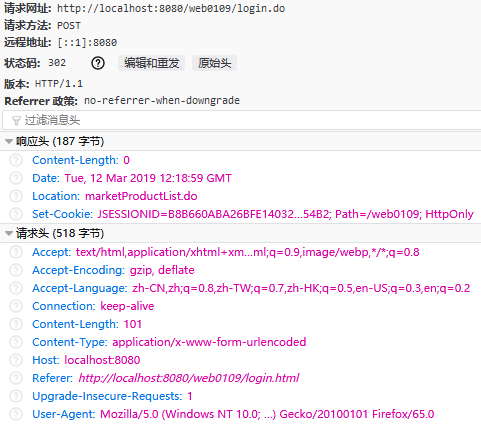 请求网址: http://localhost:8080/web0109/login.do
请求方法: POST
远程地址: [::1]:8080
状态码: 302 ? 编辑和重发 原始头
版本: HTTP/1.1
Referrer 政策: no-referrer-when-downgrade
过滤消息头
响应头 (187 字节)
? Content-Length: 0
? Date: Tue, 12 Mar 2019 12:18:59 GMT
? Location: marketProductList.do
? Set-Cookie: JSESSIONID=B8B660ABA26BFE14032...54B2; Path=/web0109; HttpOnly
请求头 (518 字节)
? Accept: text/html,application/xhtml+xm...ml;q=0.9,image/webp,*/*;q=0.8
? Accept-Encoding: gzip, deflate
? Accept-Language: zh-CN,zh;q=0.8,zh-TW;q=0.7,zh-HK;q=0.5,en-US;q=0.3,en;q=0.2
? Connection: keep-alive
? Content-Length: 101
? Content-Type: application/x-www-form-urlencoded
? Host: localhost:8080
? Referer: http://localhost:8080/web0109/login.html
? Upgrade-Insecure-Requests: 1
? User-Agent: Mozilla/5.0 (Windows NT 10.0; ...) Gecko/20100101 Firefox/65.0